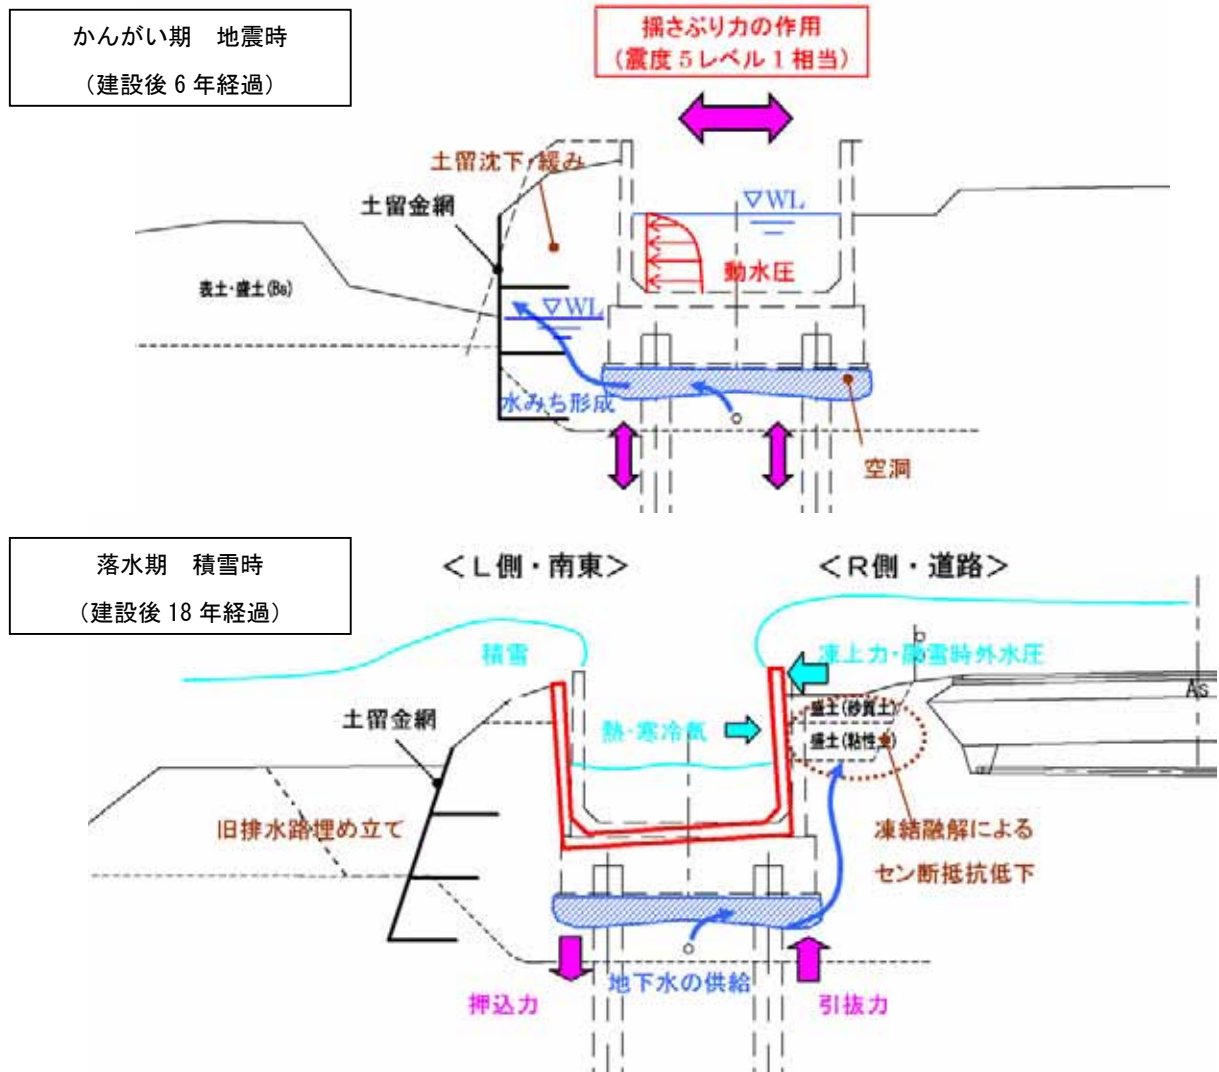 かんがい期　地震時
（建設後 6 年経過）
揺さぶり力の作用
（震度５レベル１相当）
土留沈下・緩み
土留金網
▽WL
動水圧
表土・盛土(Bs)
▽WL
水みち形成
空洞
落水期　積雪時
（建設後 18 年経過）
＜Ｌ側・南東＞
＜Ｒ側・道路＞
積雪
凍上力・融雪時外水圧
As
土留金網
盛土(砂質土)
熱・寒冷気
盛土(粘性土)
旧排水路埋め立て
凍結融解による
セン断抵抗低下
地下水の供給
押込力
引抜力